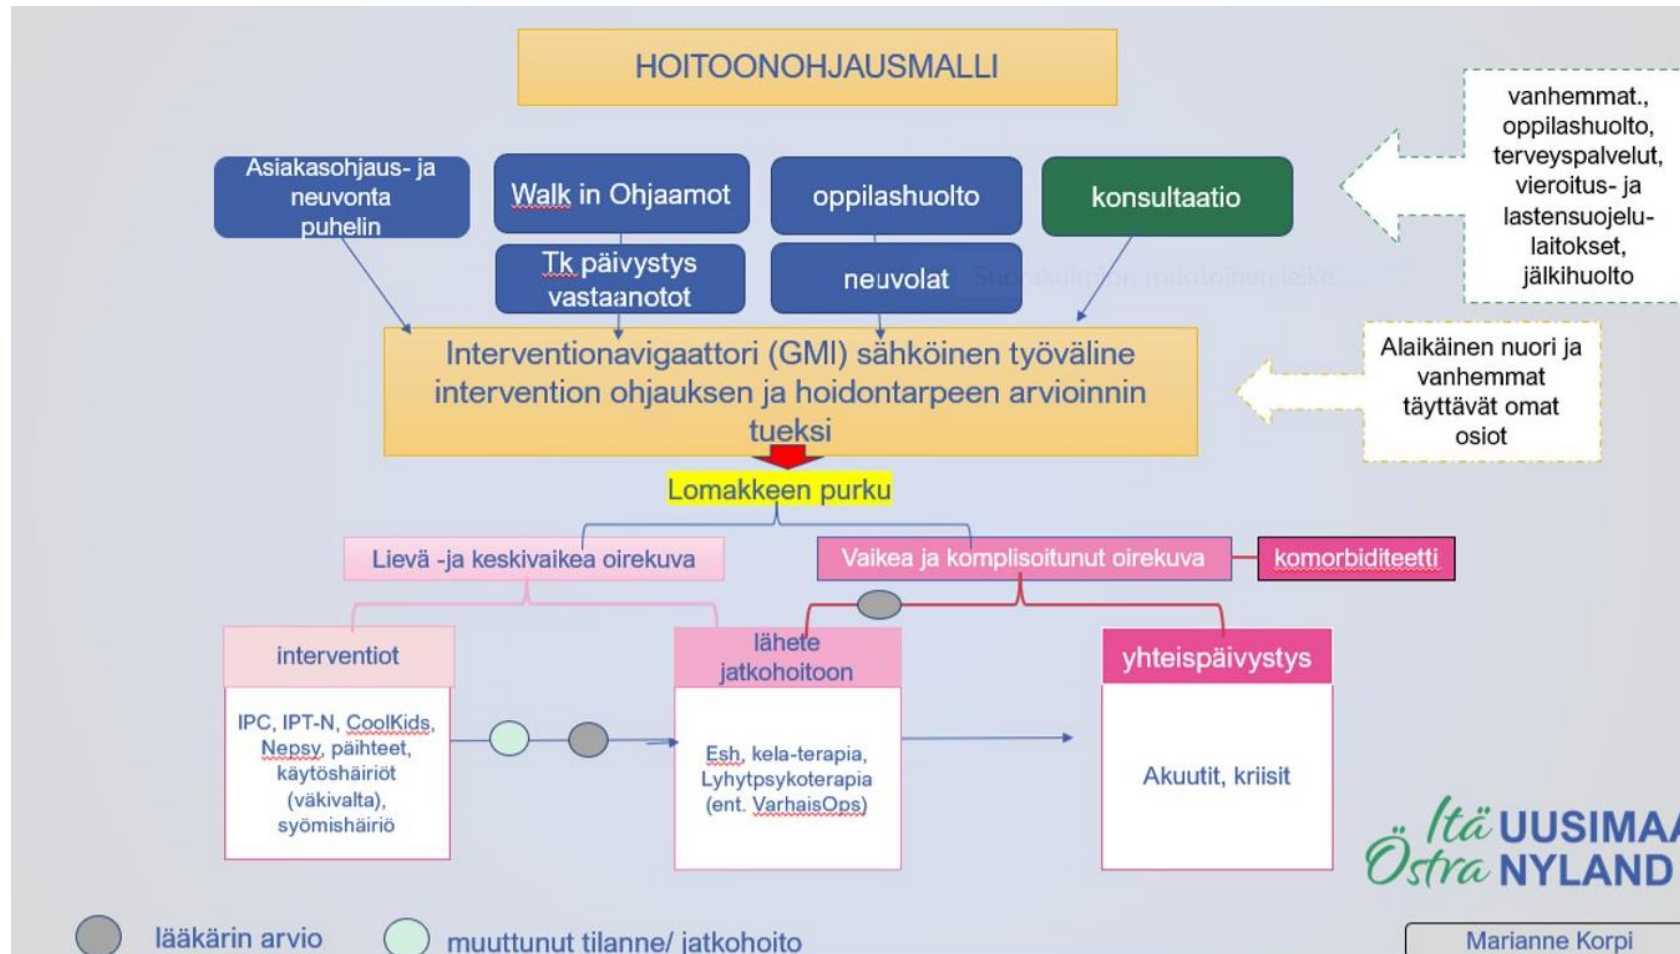 HOITOONOHJAUSMALLI
vanhemmat.,
oppilashuolto,
terveyspalvelut,
vieroitus- ja
lastensuojelu-
laitokset,
jälkihuolto
Asiakasohjaus- ja
neuvonta
puhelin
Walk in Ohjaamot
oppilashuolto
konsultaatio
Tk päivystys
vastaanotot
neuvolat
Suorakulmion muotoinen leike
Interventionavigaattori (GMI) sähköinen työväline
intervention ohjauksen ja hoidontarpeen arvioinnin
tueksi
Alaikäinen nuori ja
vanhemmat
täyttävät omat
osiot
Lomakkeen purku
Lievä -ja keskivaikea oirekuva
Vaikea ja komplisoitunut oirekuva
komorbiditeetti
interventiot
lähete
jatkohoitoon
yhteispäivystys
IPC, IPT-N, CoolKids,
Nepsy, päihteet,
käytöshäiriöt
(väkivalta),
syömishäiriö
Esh, kela-terapia,
Lyhytpsykoterapia
(ent. VarhaisOps)
Akuutit, kriisit
Itä UUSIMAA
Östra NYLAND
lääkärin arvio
muuttunut tilanne/ jatkohoito
Marianne Korpi